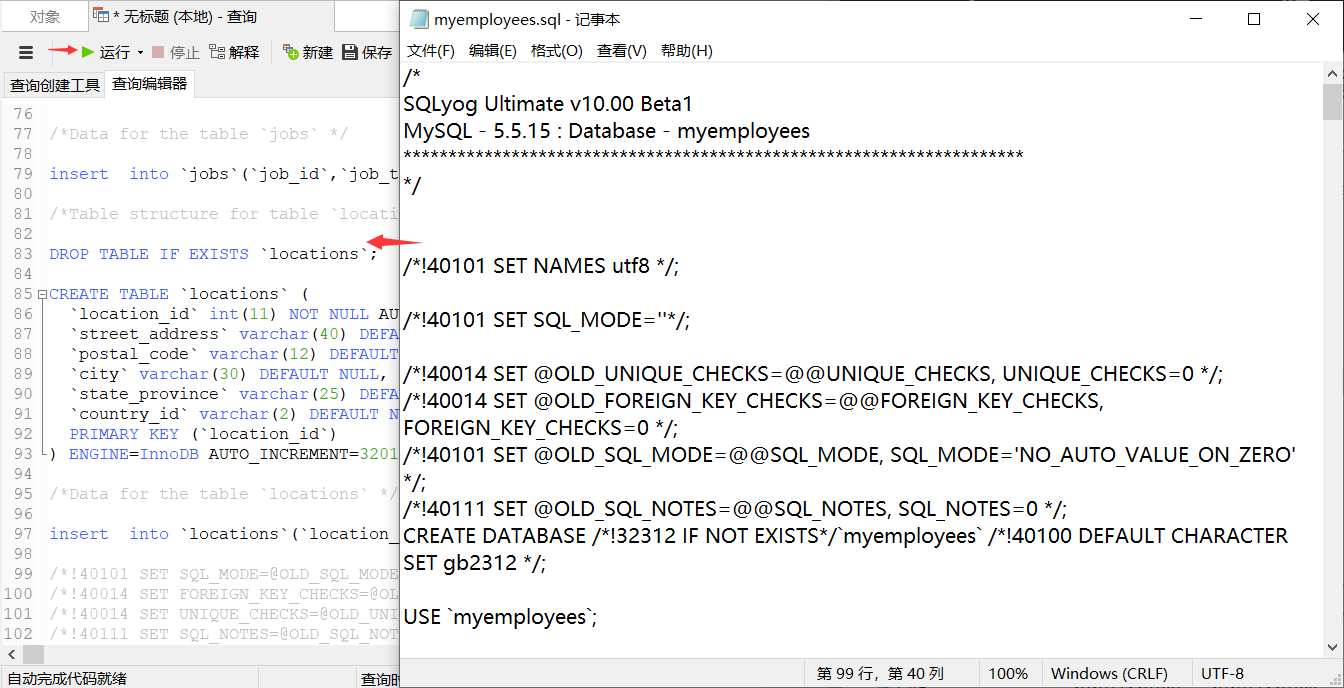 对象
* 无标题 (本地) - 查询
运行
停止
解释
新建
保存
查询创建工具
查询编辑器
76
77 /*Data for the table `jobs` */
78
79 insert  into `jobs`(`job_id`,`job_t
80
81 /*Table structure for table `locati
82
83 DROP TABLE IF EXISTS `locations`;
84
85 CREATE TABLE `locations` (
86 `location_id` int(11) NOT NULL AU
87 `street_address` varchar(40) DEFA
88 `postal_code` varchar(12) DEFAULT
89 `city` varchar(30) DEFAULT NULL,
90 `state_province` varchar(25) DEFA
91 `country_id` varchar(2) DEFAULT N
92 PRIMARY KEY (`location_id`)
93 ) ENGINE=InnoDB AUTO_INCREMENT=3201
94
95 /*Data for the table `locations` */
96
97 insert  into `locations`(`location_
98
99 /*!40101 SET SQL_MODE=@OLD_SQL_MODE
100 /*!40014 SET FOREIGN_KEY_CHECKS=@OL
101 /*!40014 SET UNIQUE_CHECKS=@OLD_UNI
102 /*!40111 SET SQL_NOTES=@OLD_SQL_NOT
自动完成代码就绪
查询时
myemployees.sql - 记事本
文件(F) 编辑(E) 格式(O) 查看(V) 帮助(H)
/*
SQLyog Ultimate v10.00 Beta1
MySQL - 5.5.15 : Database - myemployees
*********************************************************************
*/
/*!40101 SET NAMES utf8 */;
/*!40101 SET SQL_MODE=''*/;
/*!40014 SET @OLD_UNIQUE_CHECKS=@@UNIQUE_CHECKS, UNIQUE_CHECKS=0 */;
/*!40014 SET @OLD_FOREIGN_KEY_CHECKS=@@FOREIGN_KEY_CHECKS,
FOREIGN_KEY_CHECKS=0 */;
/*!40101 SET @OLD_SQL_MODE=@@SQL_MODE, SQL_MODE='NO_AUTO_VALUE_ON_ZERO'
*/;
/*!40111 SET @OLD_SQL_NOTES=@@SQL_NOTES, SQL_NOTES=0 */;
CREATE DATABASE /*!32312 IF NOT EXISTS*/`myemployees` /*!40100 DEFAULT CHARACTER
SET gb2312 */;
USE `myemployees`;
第 99 行，第 40 列
100%
Windows (CRLF)
UTF-8